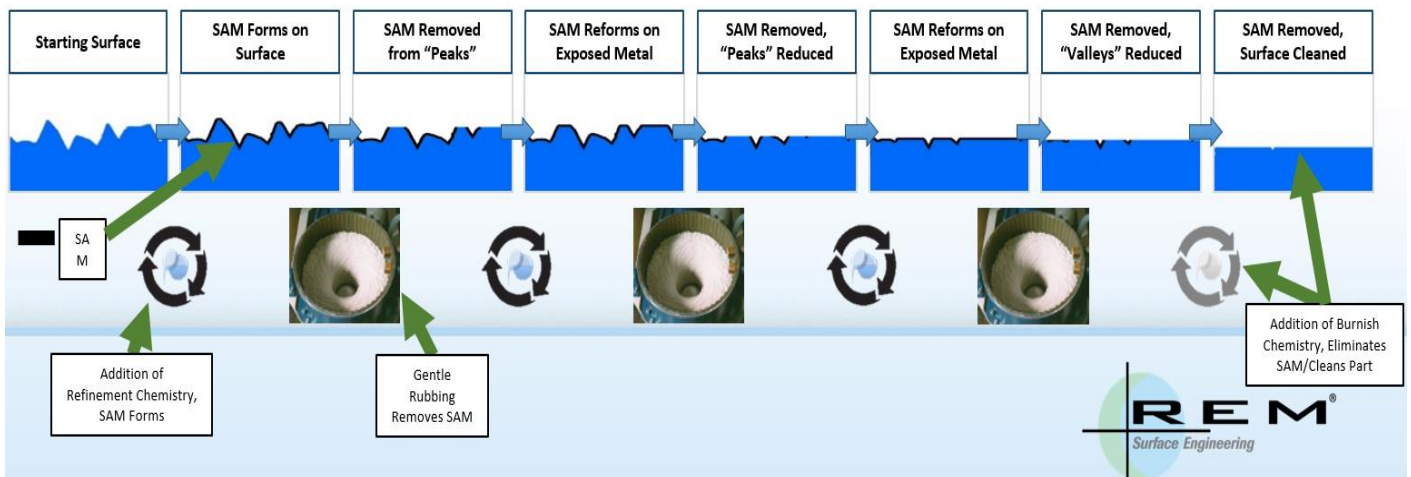 Starting Surface
SAM Forms on
Surface
SAM Removed
from “Peaks”
SAM Reforms on
Exposed Metal
SAM Removed,
“Peaks” Reduced
SAM Reforms on
Exposed Metal
SAM Removed,
“Valleys” Reduced
SAM Removed,
Surface Cleaned
SA
M
Addition of
Refinement Chemistry,
SAM Forms
Gentle
Rubbing
Removes SAM
Addition of Burnish
Chemistry, Eliminates
SAM/Cleans Part
REM®
Surface Engineering